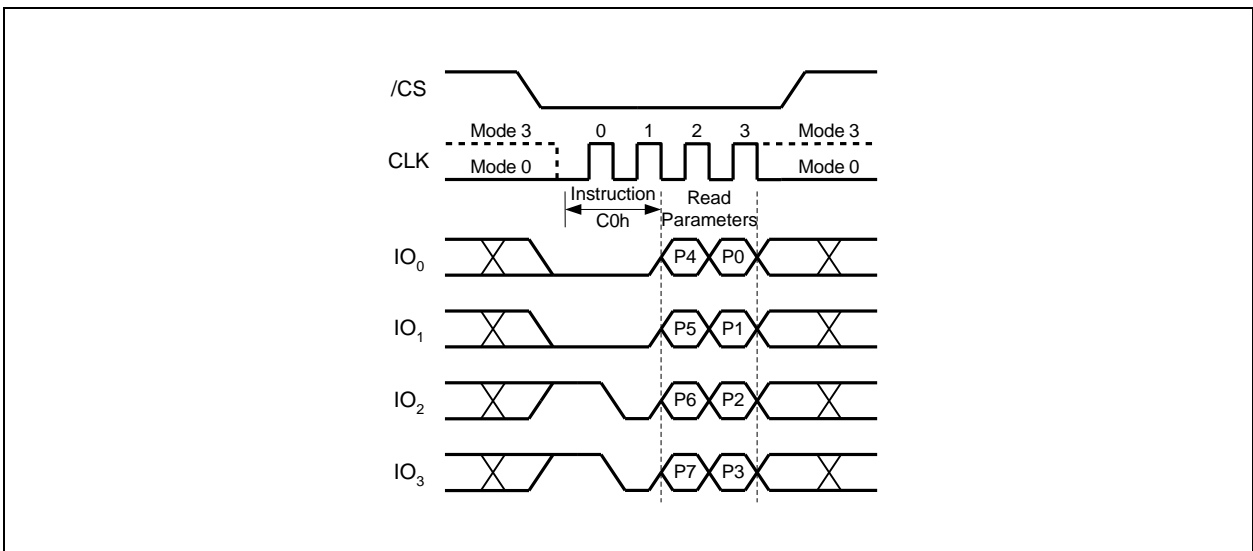 /CS
Mode 3 0 1 2 3 Mode 3
CLK Mode 0 Mode 0
Instruction Read
C0h Parameters
IO0 P4 P0
IO1 P5 P1
IO2 P6 P2
IO3 P7 P3